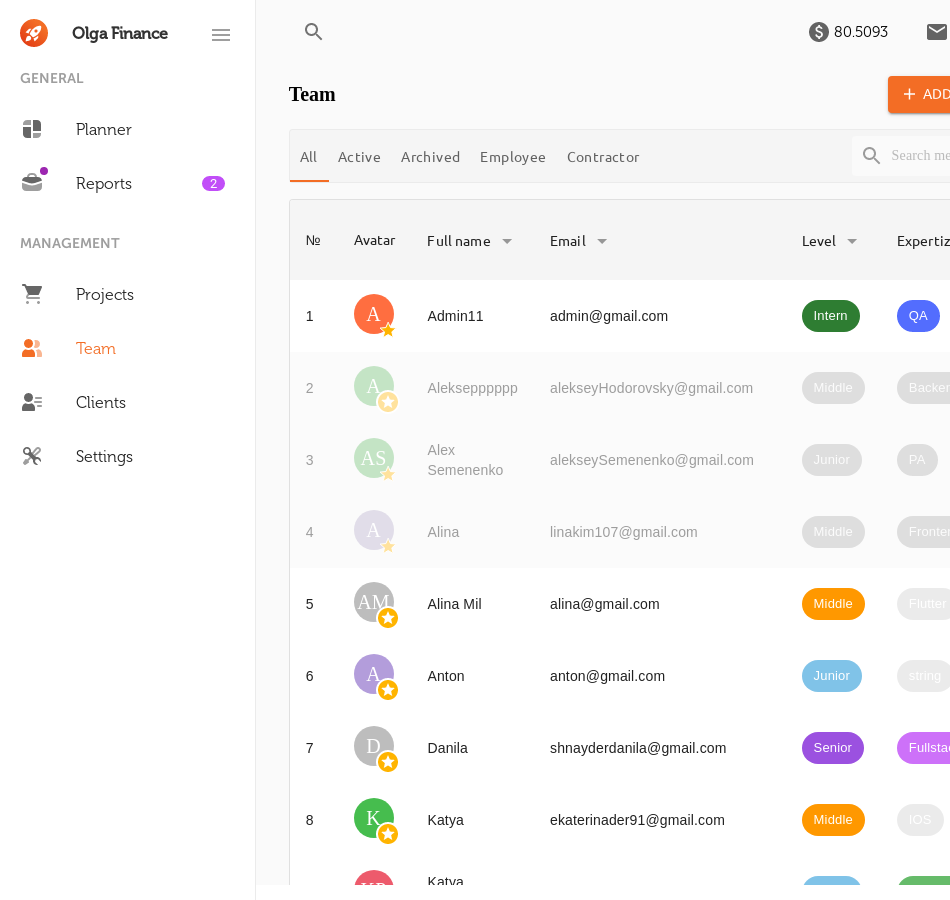 Olga Finance
GENERAL
Planner
Reports 2
MANAGEMENT
Projects
Team
Clients
Settings
80.5093
Team
ADD
All Active Archived Employee Contractor
Search me
№ Avatar Full name Email Level Expertiz
1 A Admin11 admin@gmail.com Intern QA
2 A Alekseppppрр alekseyHodorovsky@gmail.com Middle Backer
3 AS Alex Semenenko alekseySemenenko@gmail.com Junior PA
4 A Alina linakim107@gmail.com Middle Fronter
5 AM Alina Mil alina@gmail.com Middle Flutter
6 A Anton anton@gmail.com Junior string
7 D Danila shnayderdanila@gmail.com Senior Fullsta
8 K Katya ekaterinader91@gmail.com Middle IOS
Katya